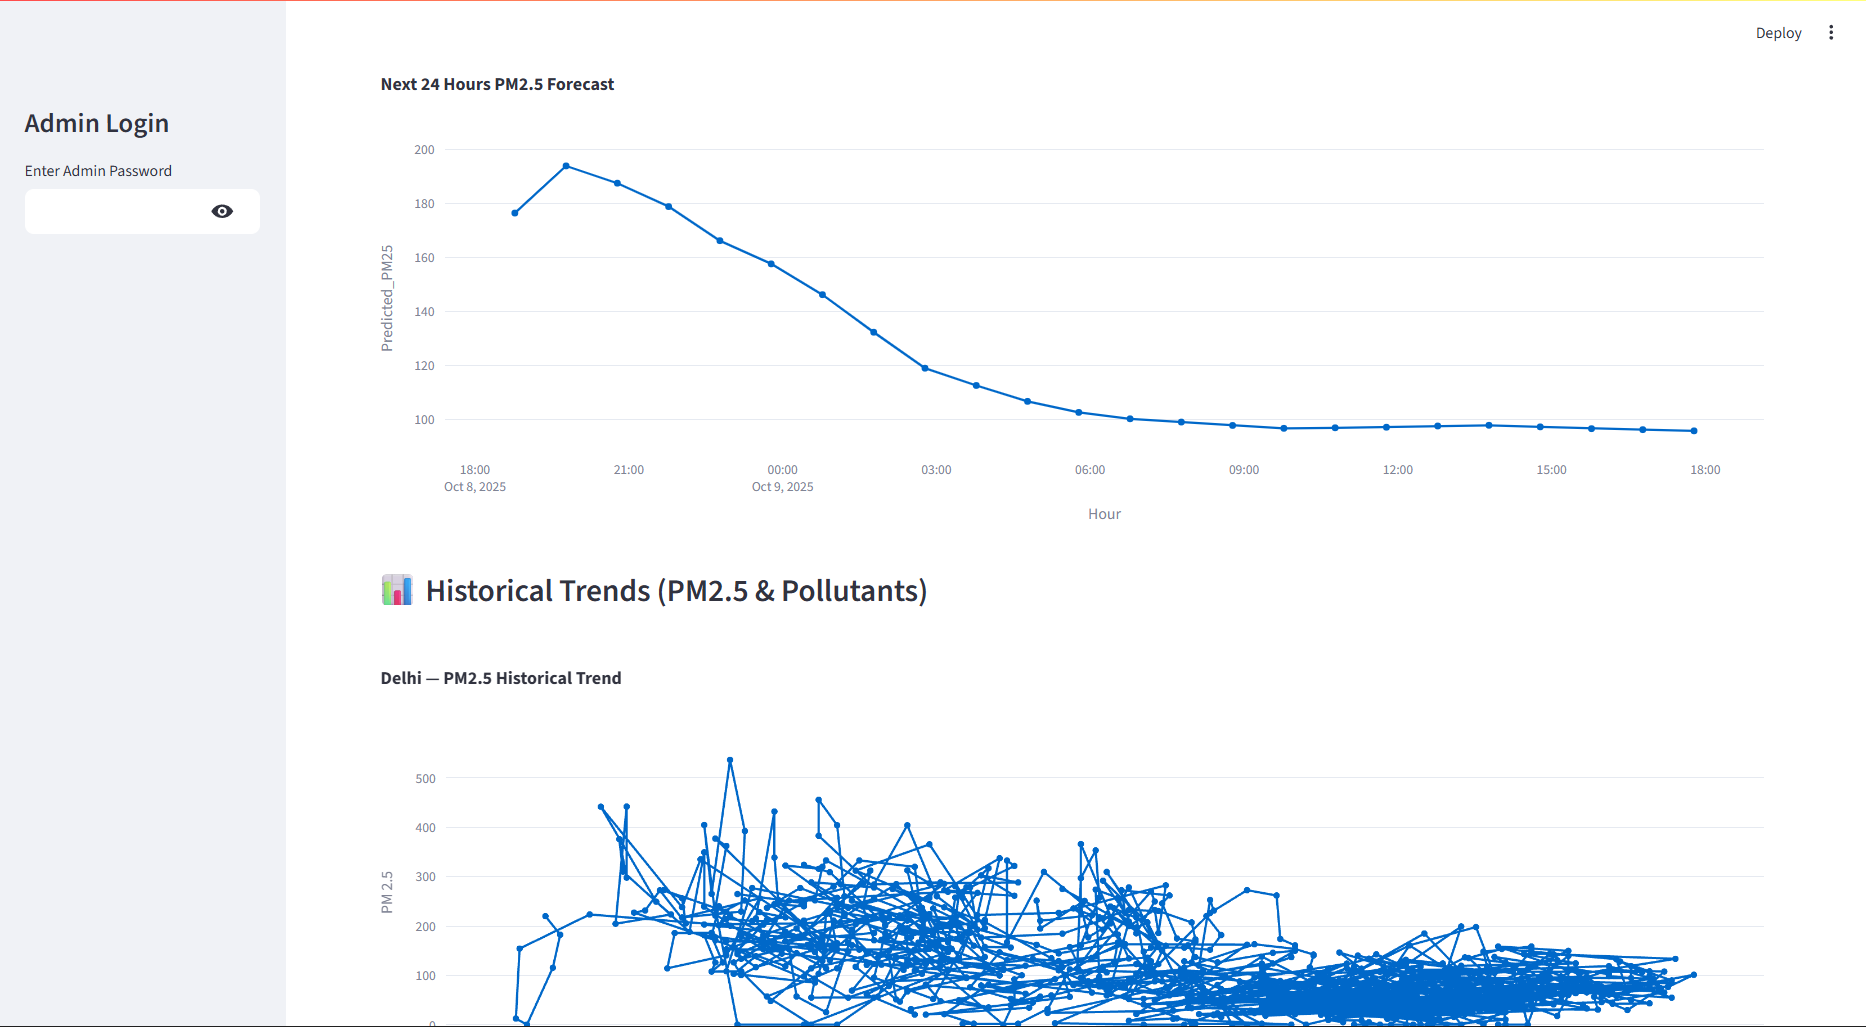 Deploy
Admin Login
Enter Admin Password
Next 24 Hours PM2.5 Forecast
200
180
160
140
120
100
Predicted_PM25
18:00 21:00 00:00 03:00 06:00 09:00 12:00 15:00 18:00
Oct 8, 2025 Oct 9, 2025
Hour
Historical Trends (PM2.5 & Pollutants)
Delhi — PM2.5 Historical Trend
500
400
300
200
100
0
PM 2.5